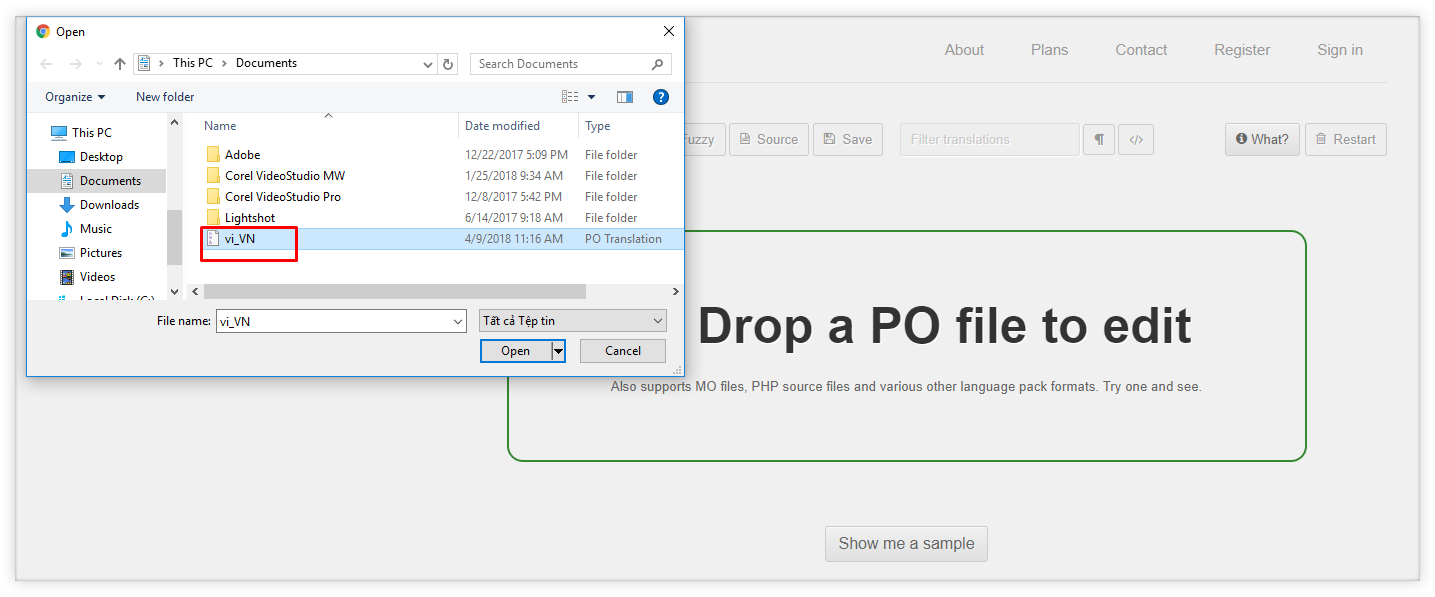 Open
This PC > Documents
Search Documents
Organize
New folder
?
Name
Date modified
Type
This PC
Desktop
Documents
Downloads
Music
Pictures
Videos
Local Disk (C:)
Adobe 12/22/2017 5:09 PM File folder
Corel VideoStudio MW 1/25/2018 9:34 AM File folder
Corel VideoStudio Pro 12/8/2017 5:42 PM File folder
Lightshot 6/14/2017 9:18 AM File folder
vi_VN 4/9/2018 11:16 AM PO Translation
File name: vi_VN
Tất cả Tệp tin
Open
Cancel
About Plans Contact Register Sign in
uzzy Source Save Filter translations ¶ </> What? Restart
Drop a PO file to edit
Also supports MO files, PHP source files and various other language pack formats. Try one and see.
Show me a sample